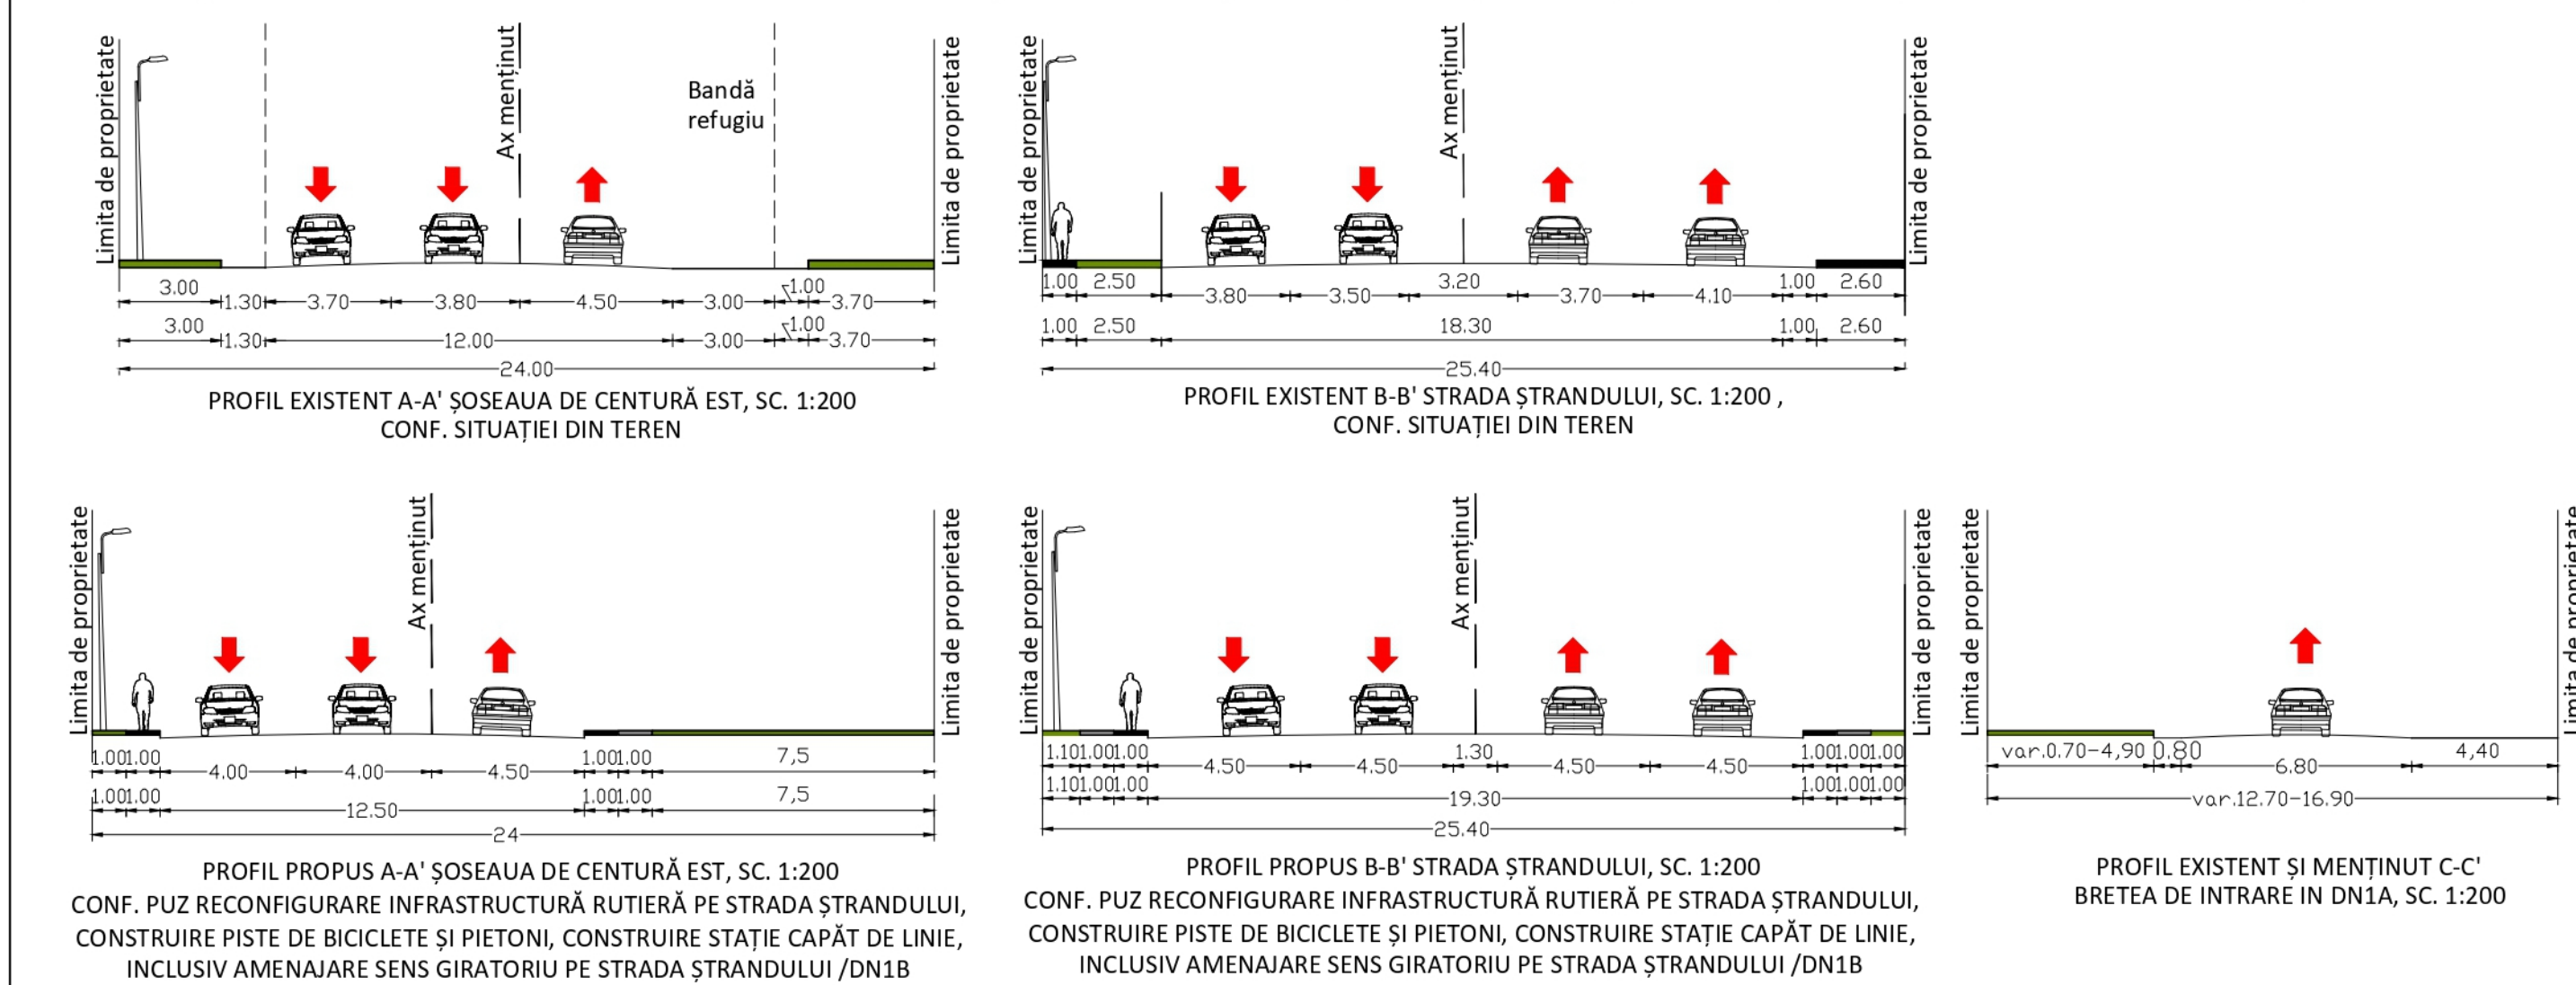 Limita de proprietate
Ax menținut
Bandă
refugiu
Limita de proprietate
3.00
1.30
3.70
3.80
4.50
3.00
1.00
3.70
3.00
1.30
12.00
3.00
1.00
3.70
24.00
PROFIL EXISTENT A-A' ȘOSEAUA DE CENTURĂ EST, SC. 1:200
CONF. SITUAȚIEI DIN TEREN
Limita de proprietate
Ax menținut
Limita de proprietate
1.00
2.50
3.80
3.50
3.20
3.70
4.10
1.00
2.60
1.00
2.50
18.30
1.00
2.60
25.40
PROFIL EXISTENT B-B' STRADA ȘTRANDULUI, SC. 1:200 ,
CONF. SITUAȚIEI DIN TEREN
Limita de proprietate
Ax menținut
Limita de proprietate
1.00
1.00
4.00
4.00
4.50
1.00
1.00
7,5
1.00
1.00
12.50
1.00
1.00
7,5
24
PROFIL PROPUS A-A' ȘOSEAUA DE CENTURĂ EST, SC. 1:200
CONF. PUZ RECONFIGURARE INFRASTRUCTURĂ RUTIERĂ PE STRADA ȘTRANDULUI,
CONSTRUIRE PISTE DE BICICLETE ȘI PIETONI, CONSTRUIRE STAȚIE CAPĂT DE LINIE,
INCLUSIV AMENAJARE SENS GIRATORIU PE STRADA ȘTRANDULUI /DN1B
Limita de proprietate
Ax menținut
Limita de proprietate
1.10
1.00
1.00
4.50
4.50
1.30
4.50
4.50
1.00
1.00
1.00
1.10
1.00
1.00
19.30
1.00
1.00
1.00
25.40
PROFIL PROPUS B-B' STRADA ȘTRANDULUI, SC. 1:200
CONF. PUZ RECONFIGURARE INFRASTRUCTURĂ RUTIERĂ PE STRADA ȘTRANDULUI,
CONSTRUIRE PISTE DE BICICLETE ȘI PIETONI, CONSTRUIRE STAȚIE CAPĂT DE LINIE,
INCLUSIV AMENAJARE SENS GIRATORIU PE STRADA ȘTRANDULUI /DN1B
Limita de proprietate
Limita de proprietate
var.0.70-4,90
0.80
6.80
4,40
var.12.70-16.90
PROFIL EXISTENT ȘI MENȚINUT C-C'
BRETEA DE INTRARE IN DN1A, SC. 1:200